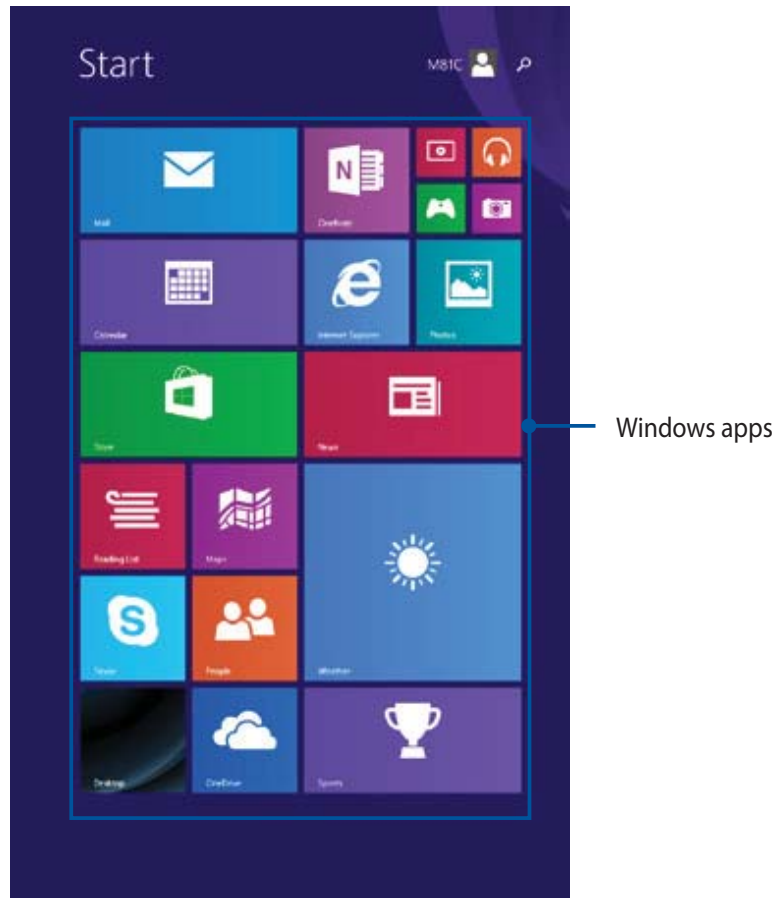 Start
M81C
Mail
OneNote
N
Calendar
Internet Explorer
Photos
Store
News
Windows apps
Reading List
Maps
S
Skype
People
Weather
Desktop
OneDrive
Sports